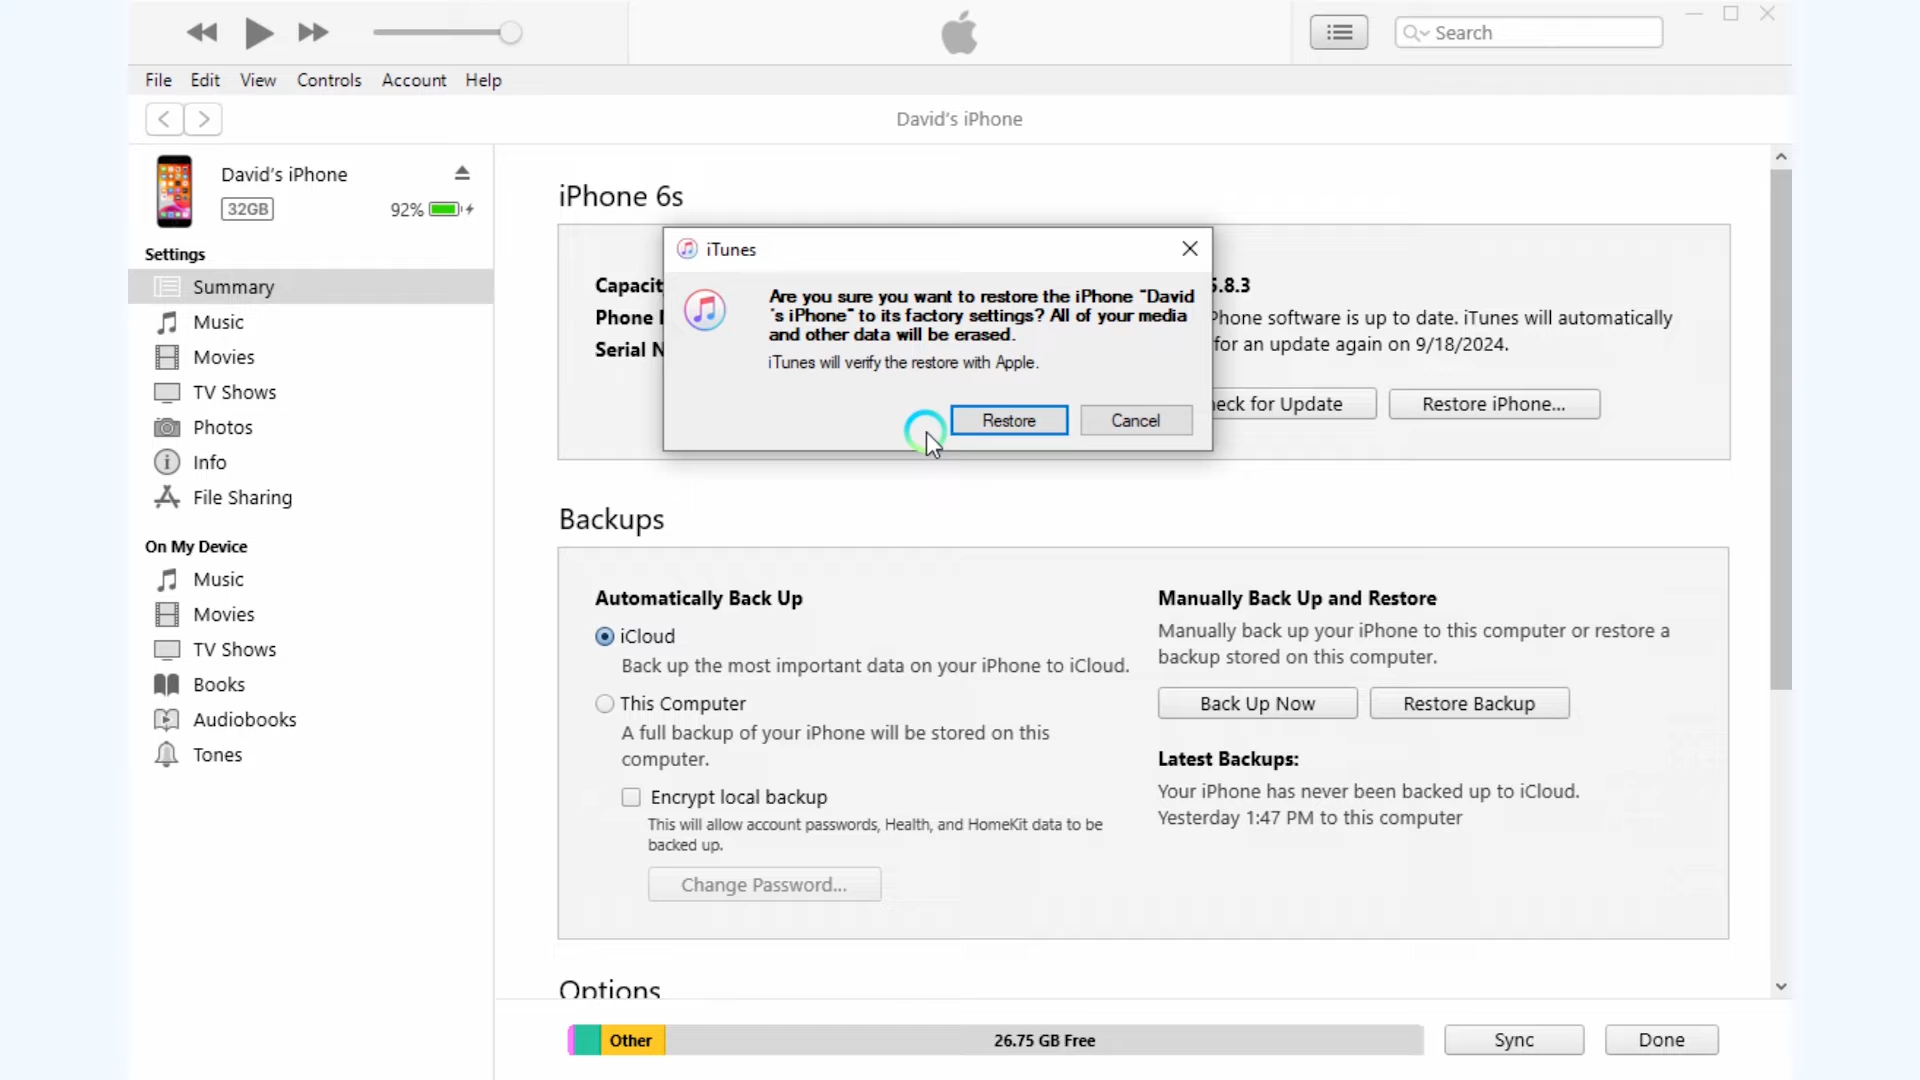 Search
File Edit View Controls Account Help
David's iPhone
David's iPhone
32GB
92%
Settings
Summary
Music
Movies
TV Shows
Photos
Info
File Sharing
On My Device
Music
Movies
TV Shows
Books
Audiobooks
Tones
iPhone 6s
Capacit
Phone
Serial N
5.8.3
Phone software is up to date. iTunes will automatically
for an update again on 9/18/2024.
eck for Update
Restore iPhone...
iTunes
Are you sure you want to restore the iPhone "David
's iPhone" to its factory settings? All of your media
and other data will be erased.
iTunes will verify the restore with Apple.
Restore
Cancel
Backups
Automatically Back Up
iCloud
Back up the most important data on your iPhone to iCloud.
This Computer
A full backup of your iPhone will be stored on this
computer.
Encrypt local backup
This will allow account passwords, Health, and HomeKit data to be
backed up.
Change Password...
Manually Back Up and Restore
Manually back up your iPhone to this computer or restore a
backup stored on this computer.
Back Up Now
Restore Backup
Latest Backups:
Your iPhone has never been backed up to iCloud.
Yesterday 1:47 PM to this computer
Options
Other
26.75 GB Free
Sync
Done